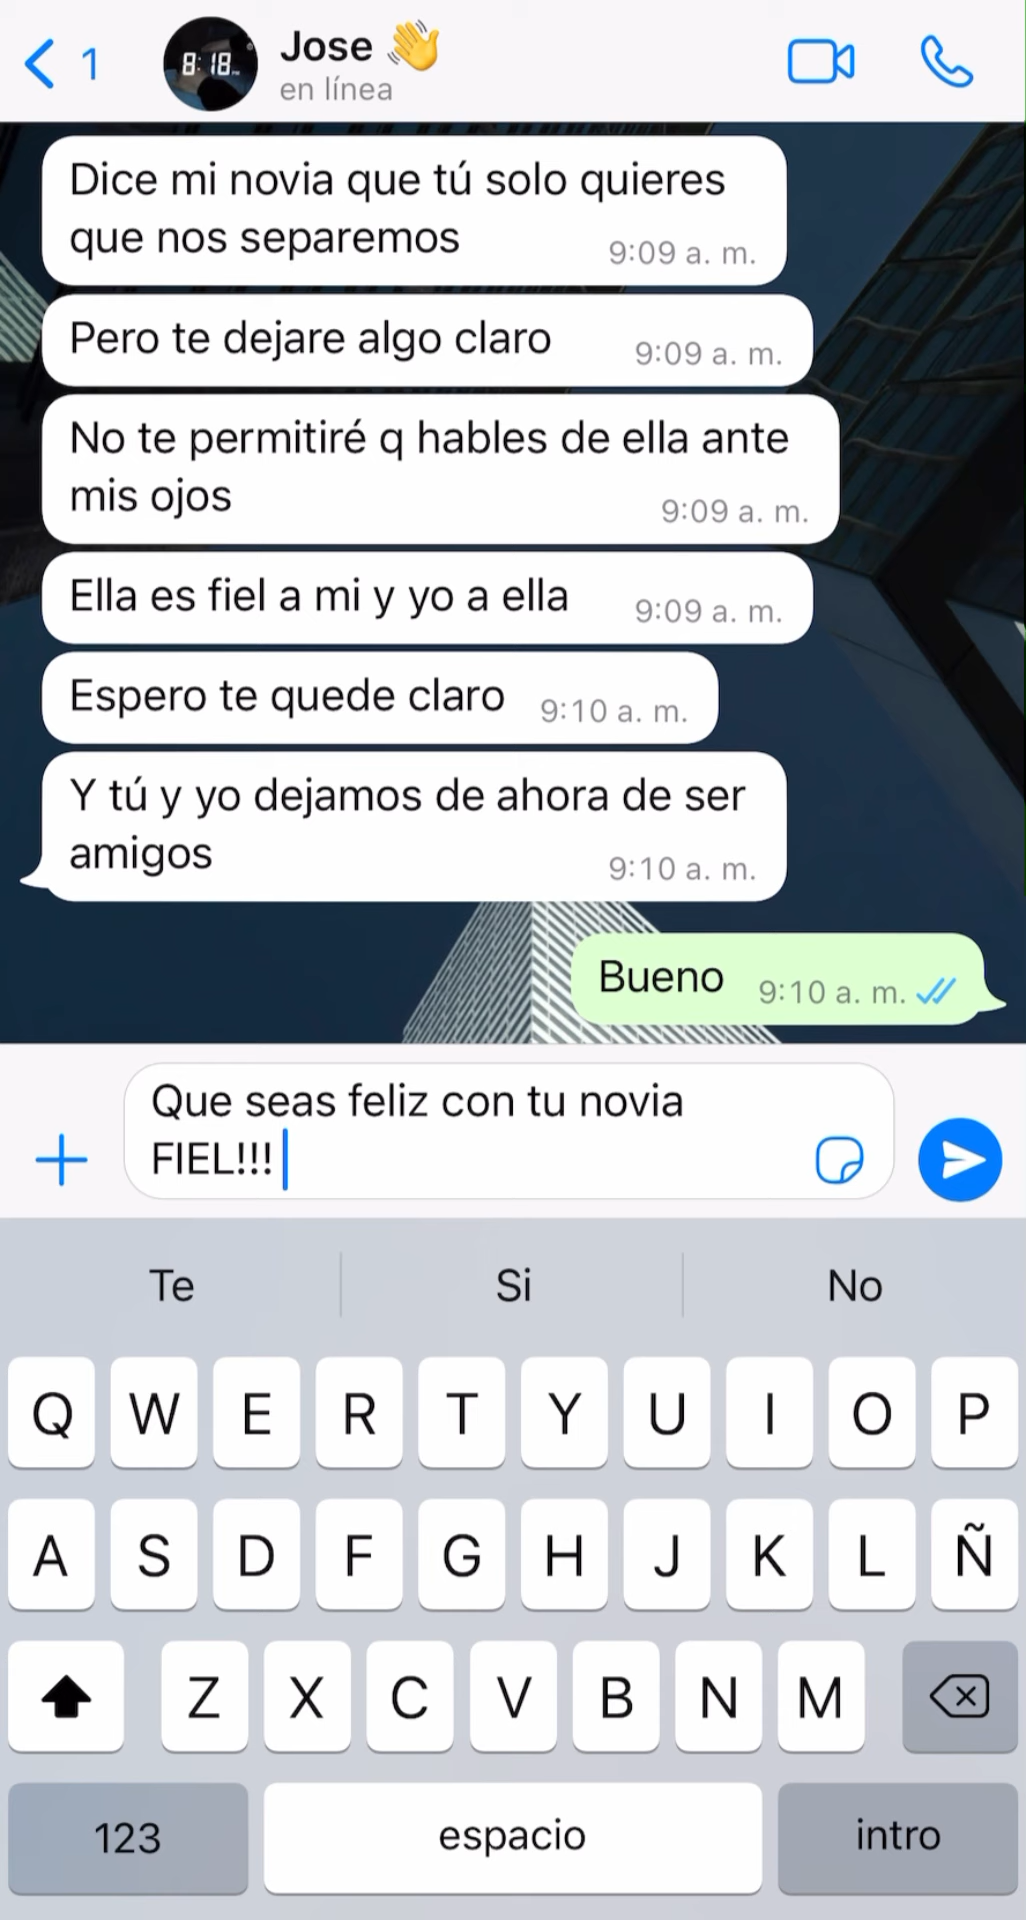 1
8:18
Jose 👋
en línea
Dice mi novia que tú solo quieres
que nos separemos
9:09 a. m.
Pero te dejare algo claro
9:09 a. m.
No te permitiré q hables de ella ante
mis ojos
9:09 a. m.
Ella es fiel a mi y yo a ella
9:09 a. m.
Espero te quede claro
9:10 a. m.
Y tú y yo dejamos de ahora de ser
amigos
9:10 a. m.
Bueno
9:10 a. m.
Que seas feliz con tu novia
FIEL!!!
Te Si No
Q W E R T Y U I O P
A S D F G H J K L Ñ
Z X C V B N M
123 espacio intro